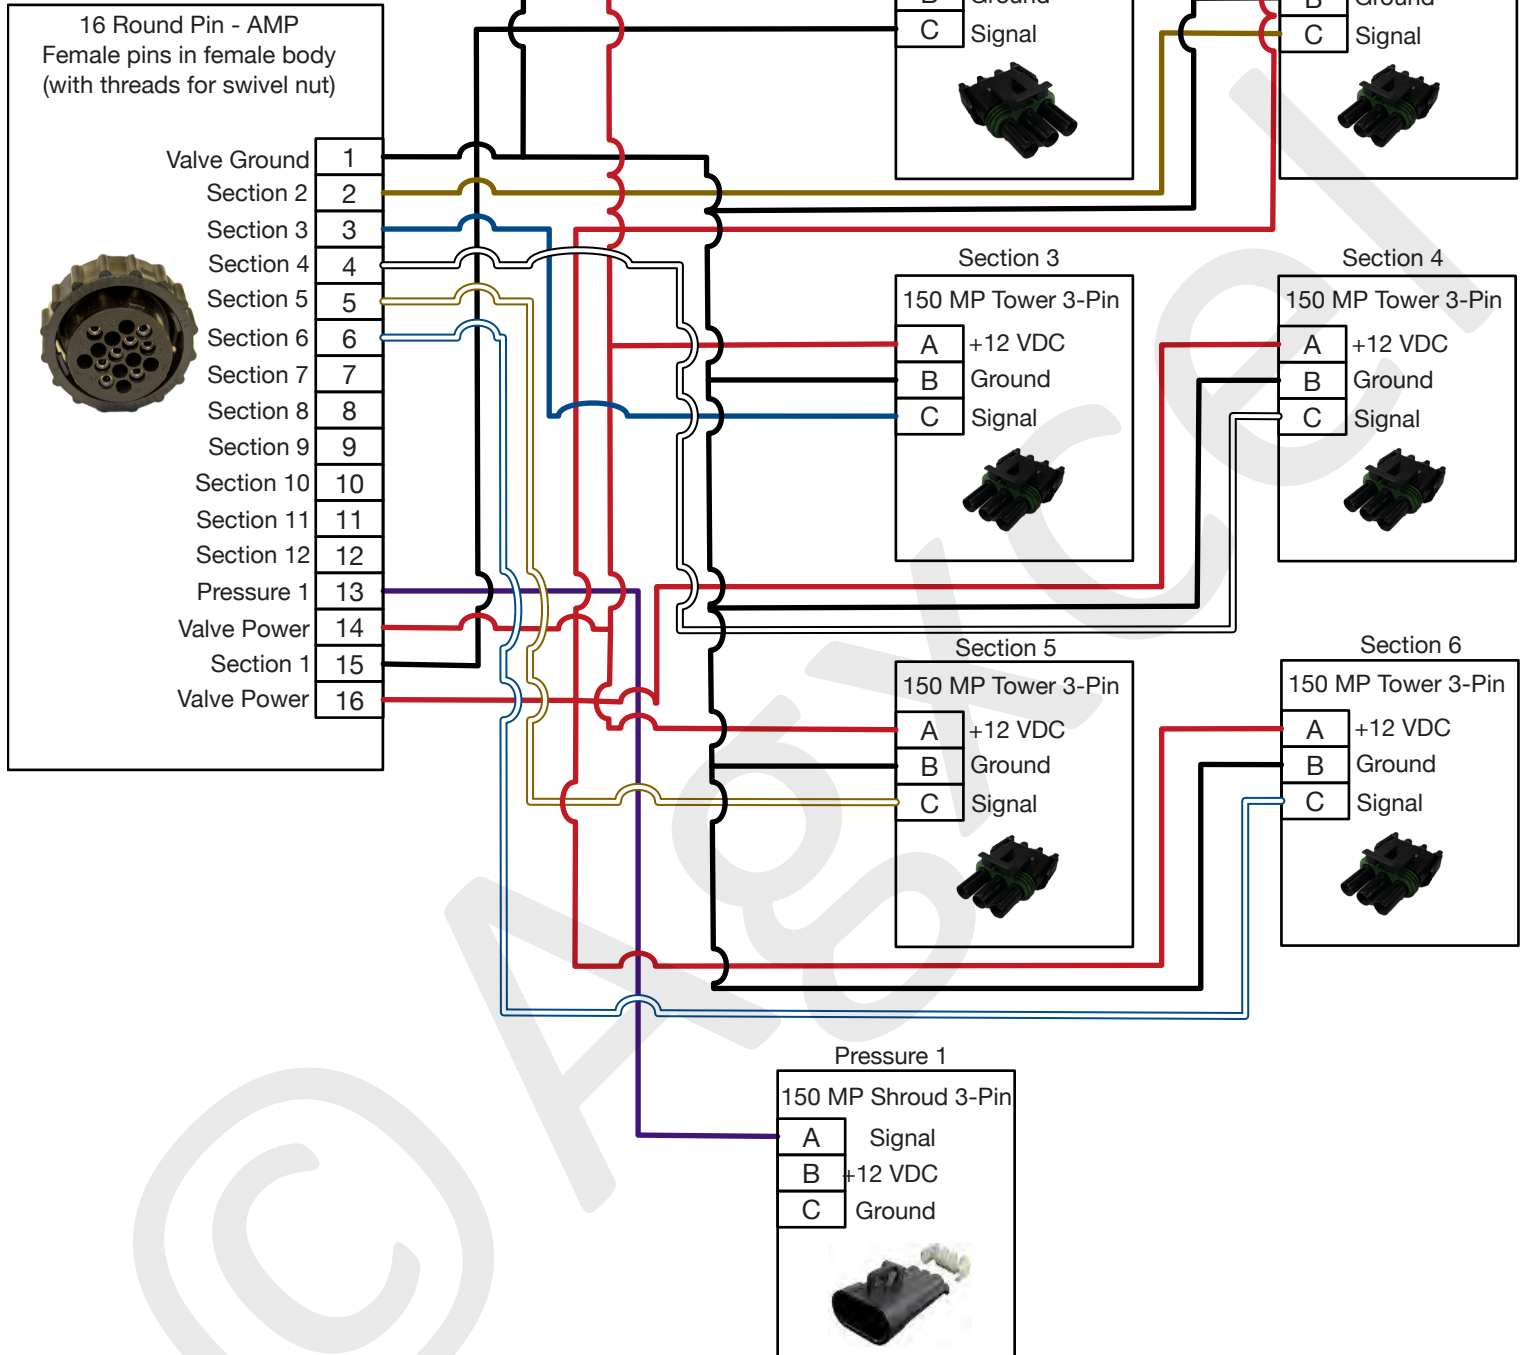 16 Round Pin - AMP
Female pins in female body
(with threads for swivel nut)
Valve Ground 1
Section 2 2
Section 3 3
Section 4 4
Section 5 5
Section 6 6
Section 7 7
Section 8 8
Section 9 9
Section 10 10
Section 11 11
Section 12 12
Pressure 1 13
Valve Power 14
Section 1 15
Valve Power 16
B Ground
C Signal
B Ground
C Signal
Section 3
150 MP Tower 3-Pin
A +12 VDC
B Ground
C Signal
Section 4
150 MP Tower 3-Pin
A +12 VDC
B Ground
C Signal
Section 5
150 MP Tower 3-Pin
A +12 VDC
B Ground
C Signal
Section 6
150 MP Tower 3-Pin
A +12 VDC
B Ground
C Signal
Pressure 1
150 MP Shroud 3-Pin
A Signal
B +12 VDC
C Ground
© Agxcel